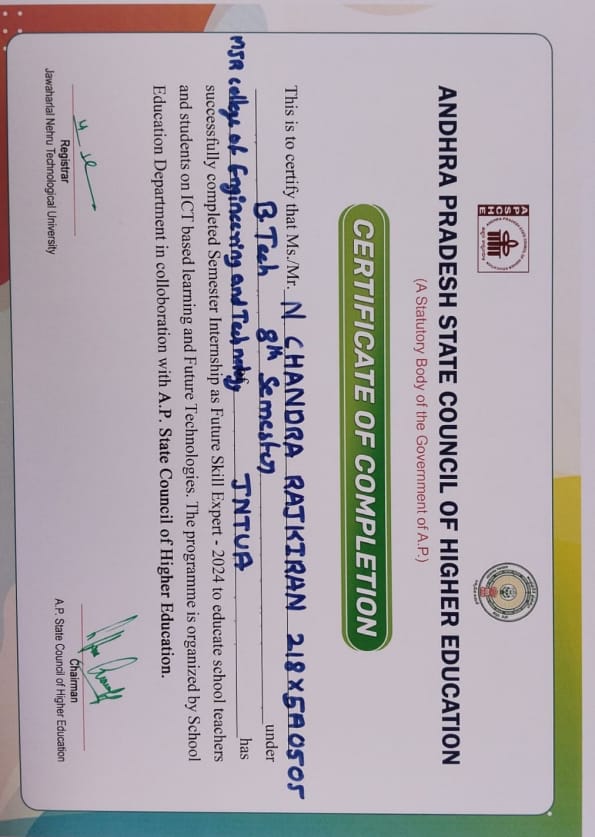 APSCHE
ANDHRA PRADESH STATE COUNCIL OF HIGHER EDUCATION
(A Statutory Body of the Government of A.P.)
CERTIFICATE OF COMPLETION
This is to certify that Ms./Mr. N CHANDRA RAJKIRAN 218X5A0505
B.Tech 8th Semester under
MJR college of Engineering and Technology JNTUA has
successfully completed Semester Internship as Future Skill Expert - 2024 to educate school teachers
and students on ICT based learning and Future Technologies. The programme is organized by School
Education Department in colloboration with A.P. State Council of Higher Education.
Registrar
Jawaharlal Nehru Technological University
Chairman
A.P. State Council of Higher Education